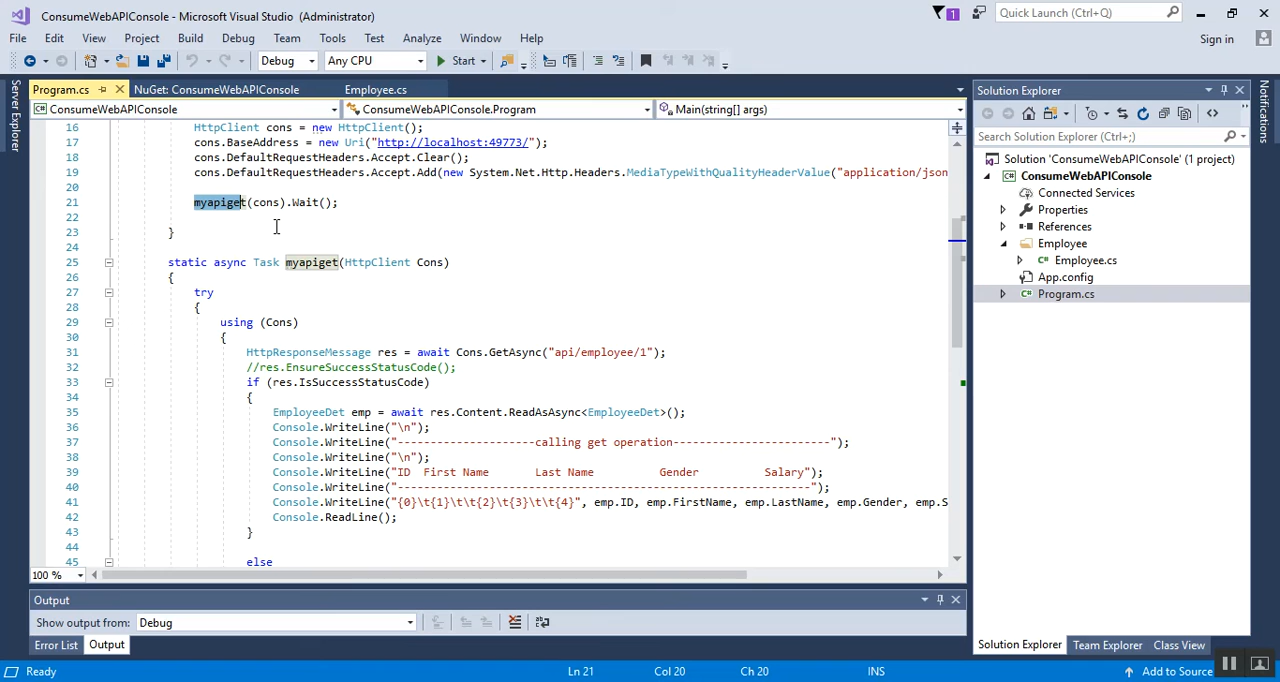 ConsumeWebAPIConsole - Microsoft Visual Studio (Administrator)
1
Quick Launch (Ctrl+Q)
File Edit View Project Build Debug Team Tools Test Analyze Window Help
Sign in
Debug Any CPU Start
Program.cs NuGet: ConsumeWebAPIConsole Employee.cs
ConsumeWebAPIConsole ConsumeWebAPIConsole.Program Main(string[] args)
Server Explorer
16 HttpClient cons = new HttpClient();
17 cons.BaseAddress = new Uri("http://localhost:49773/");
18 cons.DefaultRequestHeaders.Accept.Clear();
19 cons.DefaultRequestHeaders.Accept.Add(new System.Net.Http.Headers.MediaTypeWithQualityHeaderValue("application/json
20
21 myapiget(cons).Wait();
22
23 }
24
25 static async Task myapiget(HttpClient Cons)
26 {
27 try
28 {
29 using (Cons)
30 {
31 HttpResponseMessage res = await Cons.GetAsync("api/employee/1");
32 //res.EnsureSuccessStatusCode();
33 if (res.IsSuccessStatusCode)
34 {
35 EmployeeDet emp = await res.Content.ReadAsAsync<EmployeeDet>();
36 Console.WriteLine("\n");
37 Console.WriteLine("---------------------calling get operation------------------------");
38 Console.WriteLine("\n");
39 Console.WriteLine("ID  First Name       Last Name          Gender          Salary");
40 Console.WriteLine("---------------------------------------------------------------");
41 Console.WriteLine("{0}\t{1}\t\t{2}\t{3}\t\t{4}", emp.ID, emp.FirstName, emp.LastName, emp.Gender, emp.S
42 Console.ReadLine();
43 }
44
45 else
100 %
Output
Show output from: Debug
Error List Output
Solution Explorer
Search Solution Explorer (Ctrl+;)
Solution 'ConsumeWebAPIConsole' (1 project)
ConsumeWebAPIConsole
Connected Services
Properties
References
Employee
Employee.cs
App.config
Program.cs
Solution Explorer Team Explorer Class View
Notifications
Ready Ln 21 Col 20 Ch 20 INS Add to Source